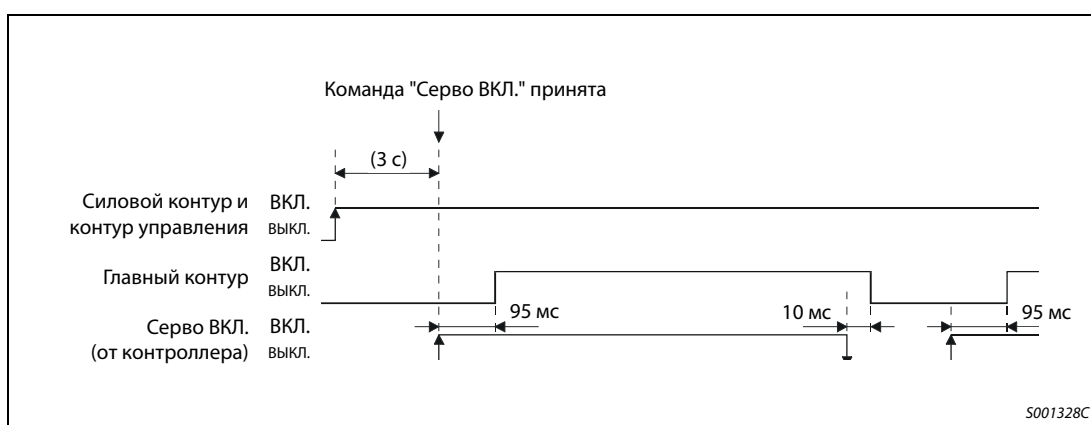 Команда "Серво ВКЛ." принята
(3 с)
Силовой контур и
контур управления
ВКЛ.
ВЫКЛ.
Главный контур
ВКЛ.
ВЫКЛ.
95 мс
10 мс
95 мс
Серво ВКЛ.
(от контроллера)
ВКЛ.
ВЫКЛ.
S001328C